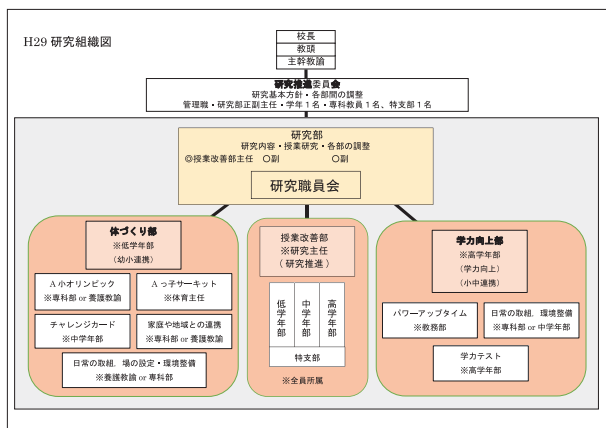 H29 研究組織図
校長
教頭
主幹教諭
研究推進委員会
研究基本方針・各部間の調整
管理職・研究部正副主任・学年1名・専科教員1名、特支部1名
研究部
研究内容・授業研究・各部の調整
◎授業改善部主任 ○副 ○副
研究職員会
体づくり部
※低学年部
(幼小連携)
A小オリンピック
※専科部 or 養護教諭
Aっ子サーキット
※体育主任
チャレンジカード
※中学年部
家庭や地域との連携
※専科部 or 養護教諭
日常の取組,場の設定・環境整備
※養護教諭 or 専科部
授業改善部
※研究主任
(研究推進)
低学年部
中学年部
高学年部
特支部
※全員所属
学力向上部
※高学年部
(学力向上)
小中連携)
パワーアップタイム
※教務部
日常の取組,環境整備
※専科部 or 中学年部
学力テスト
※高学年部